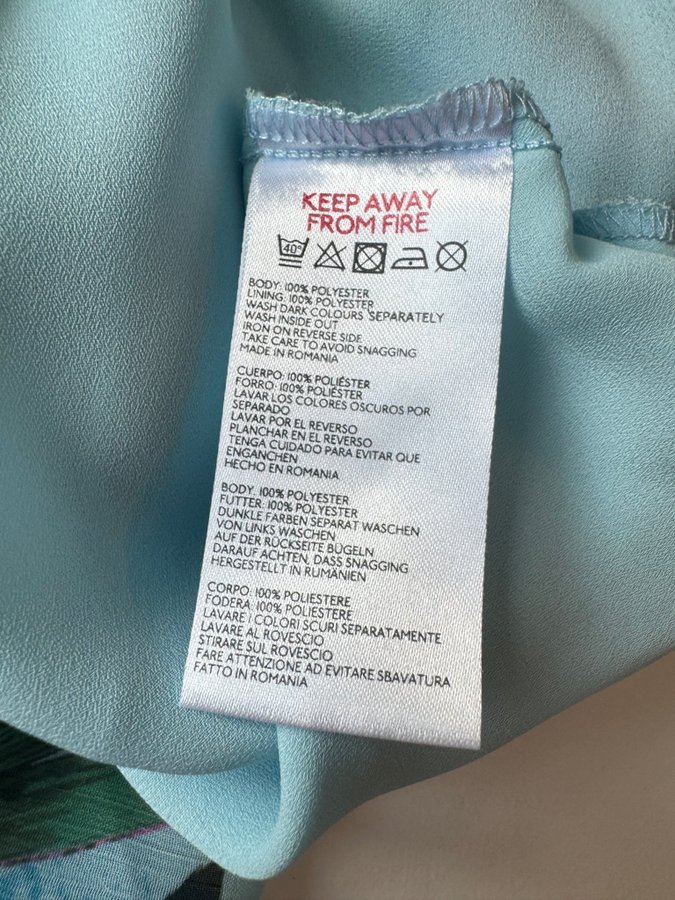 KEEP AWAY
FROM FIRE
40°
BODY: 100% POLYESTER
LINING: 100% POLYESTER
WASH DARK COLOURS SEPARATELY
WASH INSIDE OUT
IRON ON REVERSE SIDE
TAKE CARE TO AVOID SNAGGING
MADE IN ROMANIA
CUERPO: 100% POLIÉSTER
FORRO: 100% POLIÉSTER
LAVAR LOS COLORES OSCUROS POR
SEPARADO
LAVAR POR EL REVERSO
PLANCHAR EN EL REVERSO
TENGA CUIDADO PARA EVITAR QUE
ENGANCHEN
HECHO EN ROMANIA
BODY: 100% POLYESTER
FUTTER: 100% POLYESTER
DUNKLE FARBEN SEPARAT WASCHEN
VON LINKS WASCHEN
AUF DER RÜCKSEITE BÜGELN
DARAUF ACHTEN, DASS SNAGGING
HERGESTELLT IN RUMÄNIEN
CORPO: 100% POLIESTERE
FODERA: 100% POLIESTERE
LAVARE I COLORI SCURI SEPARATAMENTE
LAVARE AL ROVESCIO
STIRARE SUL ROVESCIO
FARE ATTENZIONE AD EVITARE SBAVATURA
FATTO IN ROMANIA